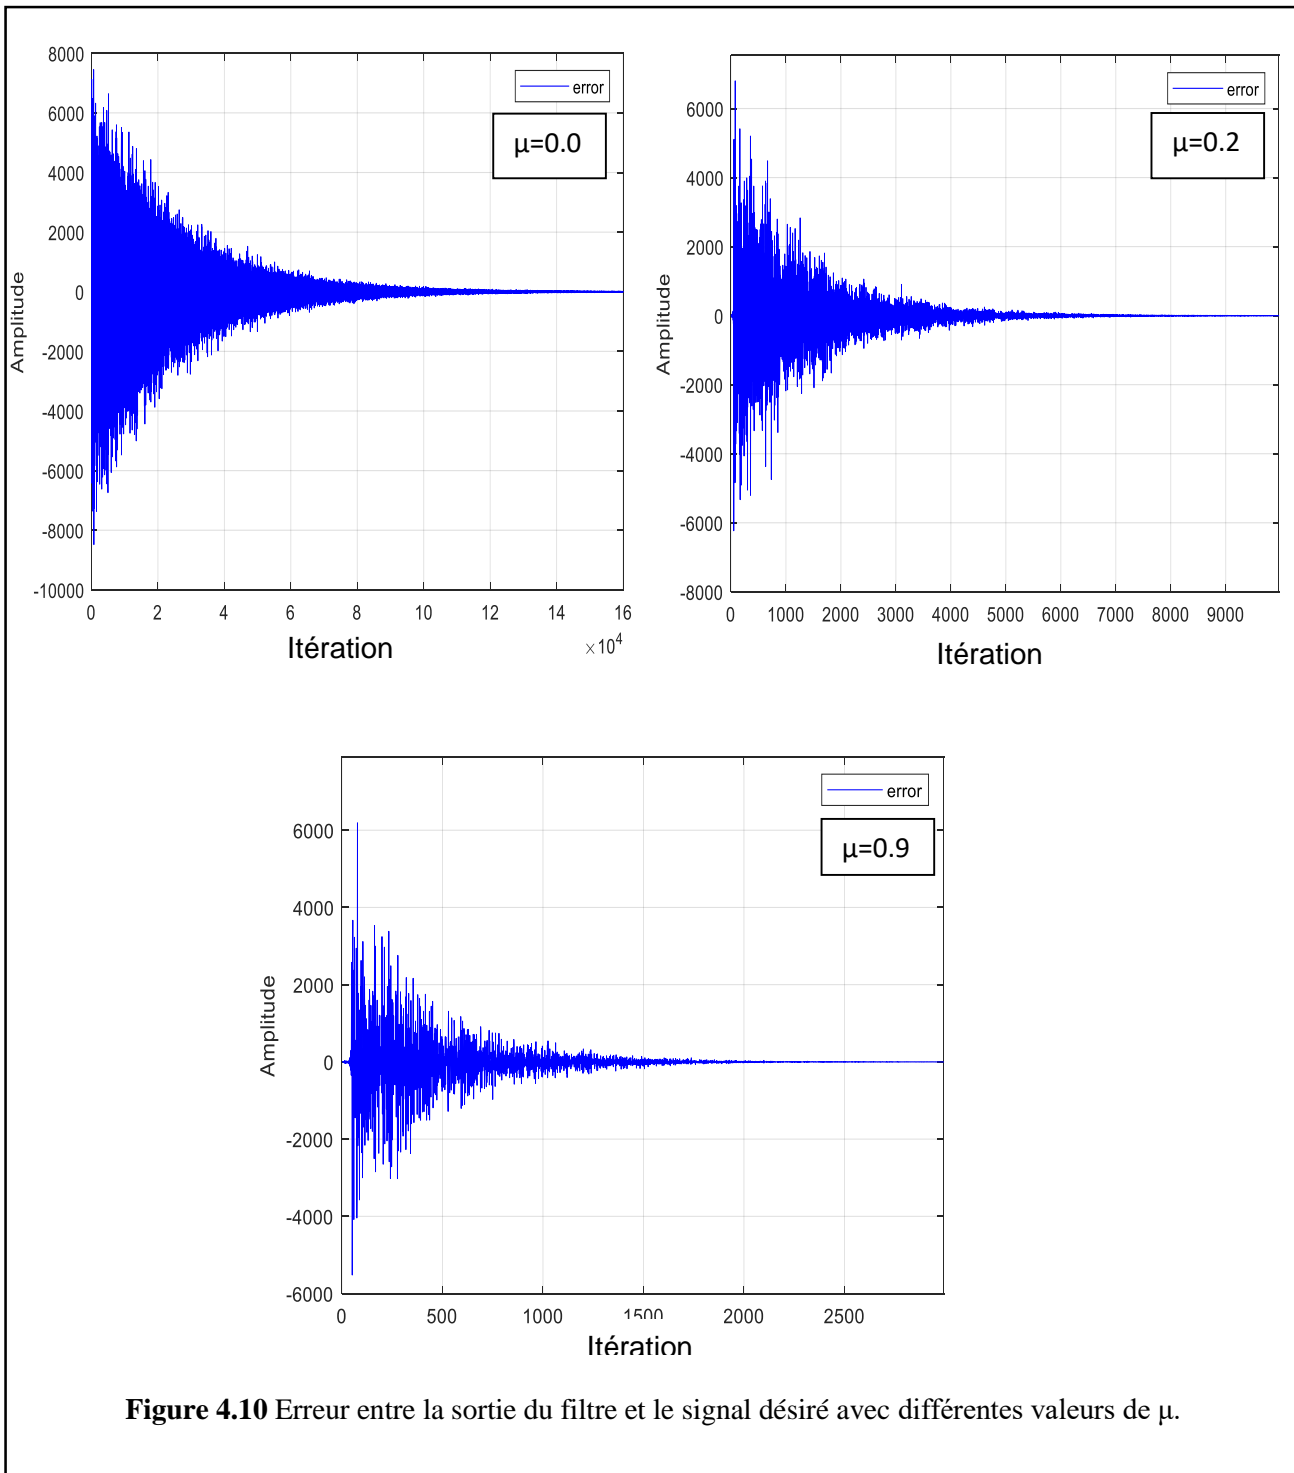 8000
6000
4000
2000
0
-2000
-4000
-6000
-8000
-10000
Amplitude
error
μ=0.0
0 2 4 6 8 10 12 14 16
×10⁴
Itération
6000
4000
2000
0
-2000
-4000
-6000
-8000
Amplitude
error
μ=0.2
0 1000 2000 3000 4000 5000 6000 7000 8000 9000
Itération
6000
4000
2000
0
-2000
-4000
-6000
Amplitude
error
μ=0.9
0 500 1000 1500 2000 2500
Itération
Figure 4.10 Erreur entre la sortie du filtre et le signal désiré avec différentes valeurs de μ.